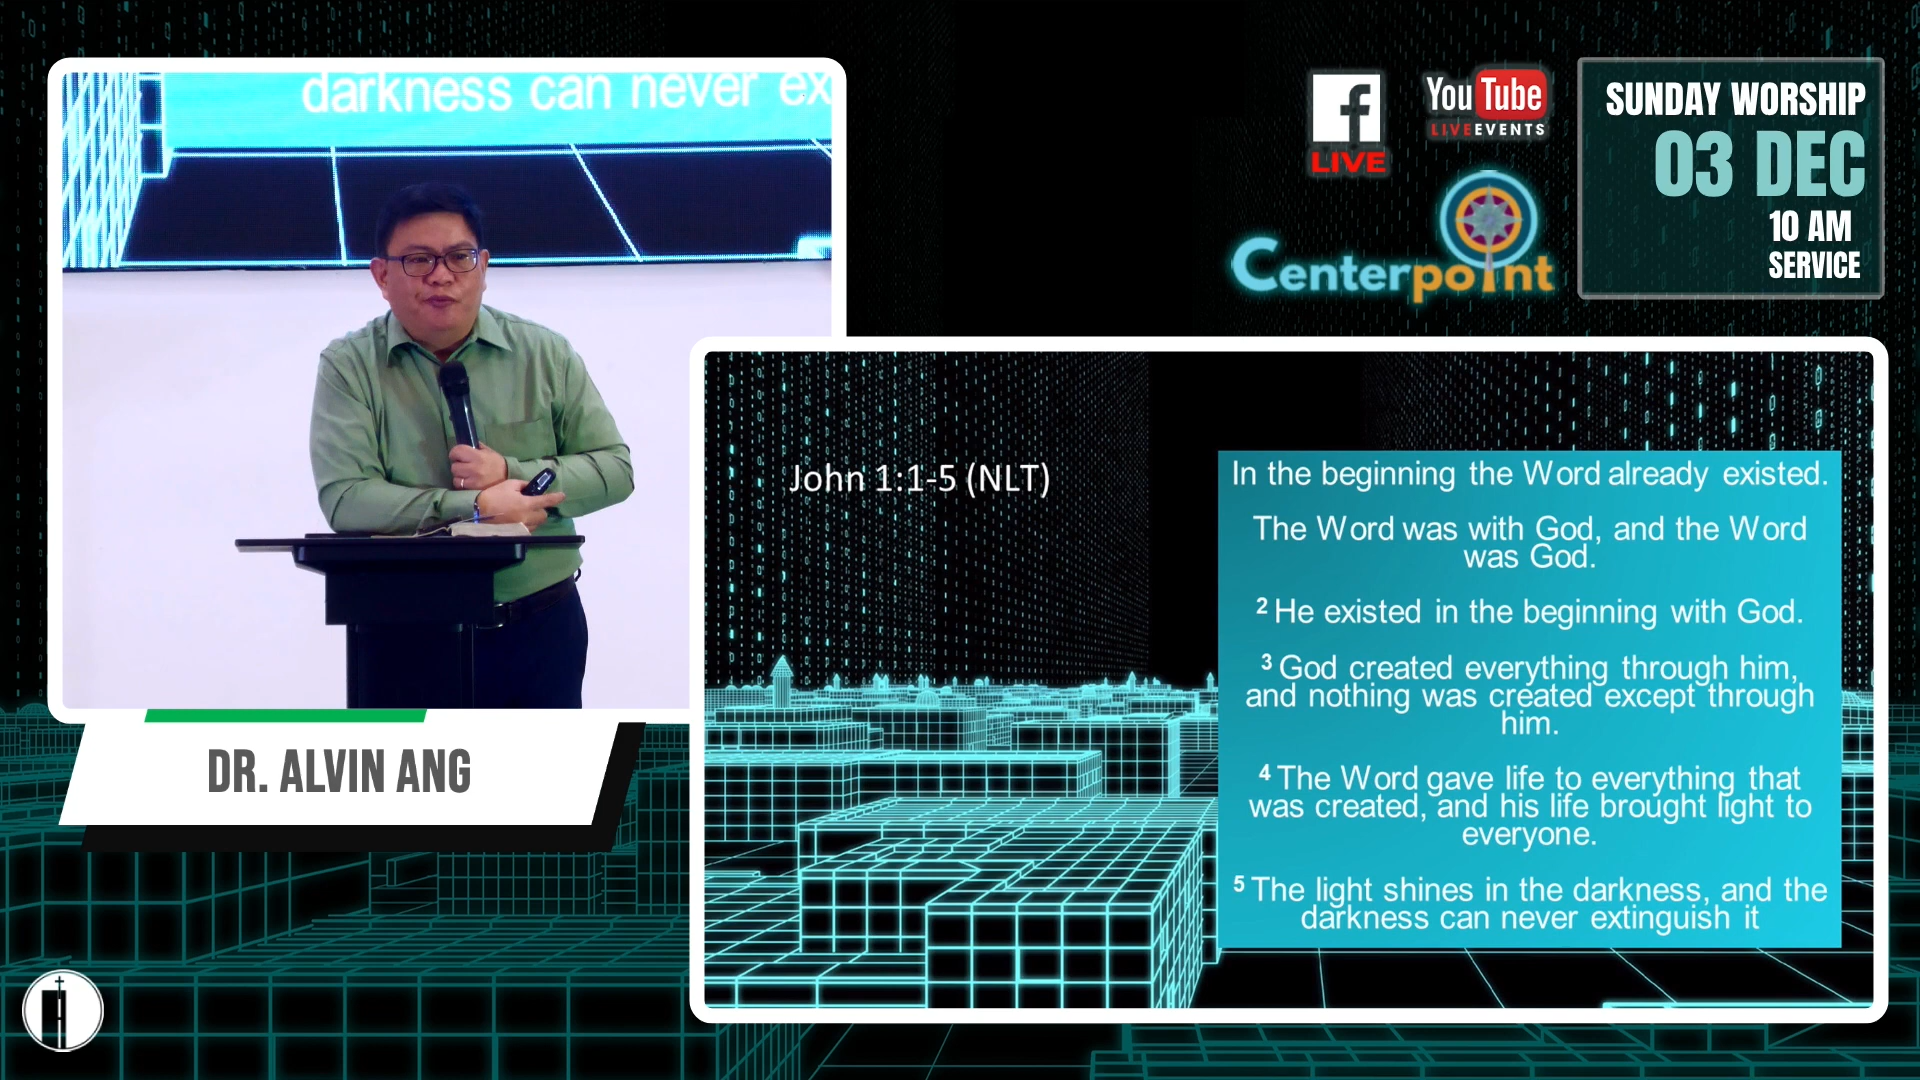 darkness can never ex
f
LIVE
YouTube
LIVEEVENTS
Centerpoint
SUNDAY WORSHIP
03 DEC
10 AM
SERVICE
DR. ALVIN ANG
John 1:1-5 (NLT)
In the beginning the Word already existed.
The Word was with God, and the Word
was God.
2 He existed in the beginning with God.
3 God created everything through him,
and nothing was created except through
him.
4 The Word gave life to everything that
was created, and his life brought light to
everyone.
5 The light shines in the darkness, and the
darkness can never extinguish it